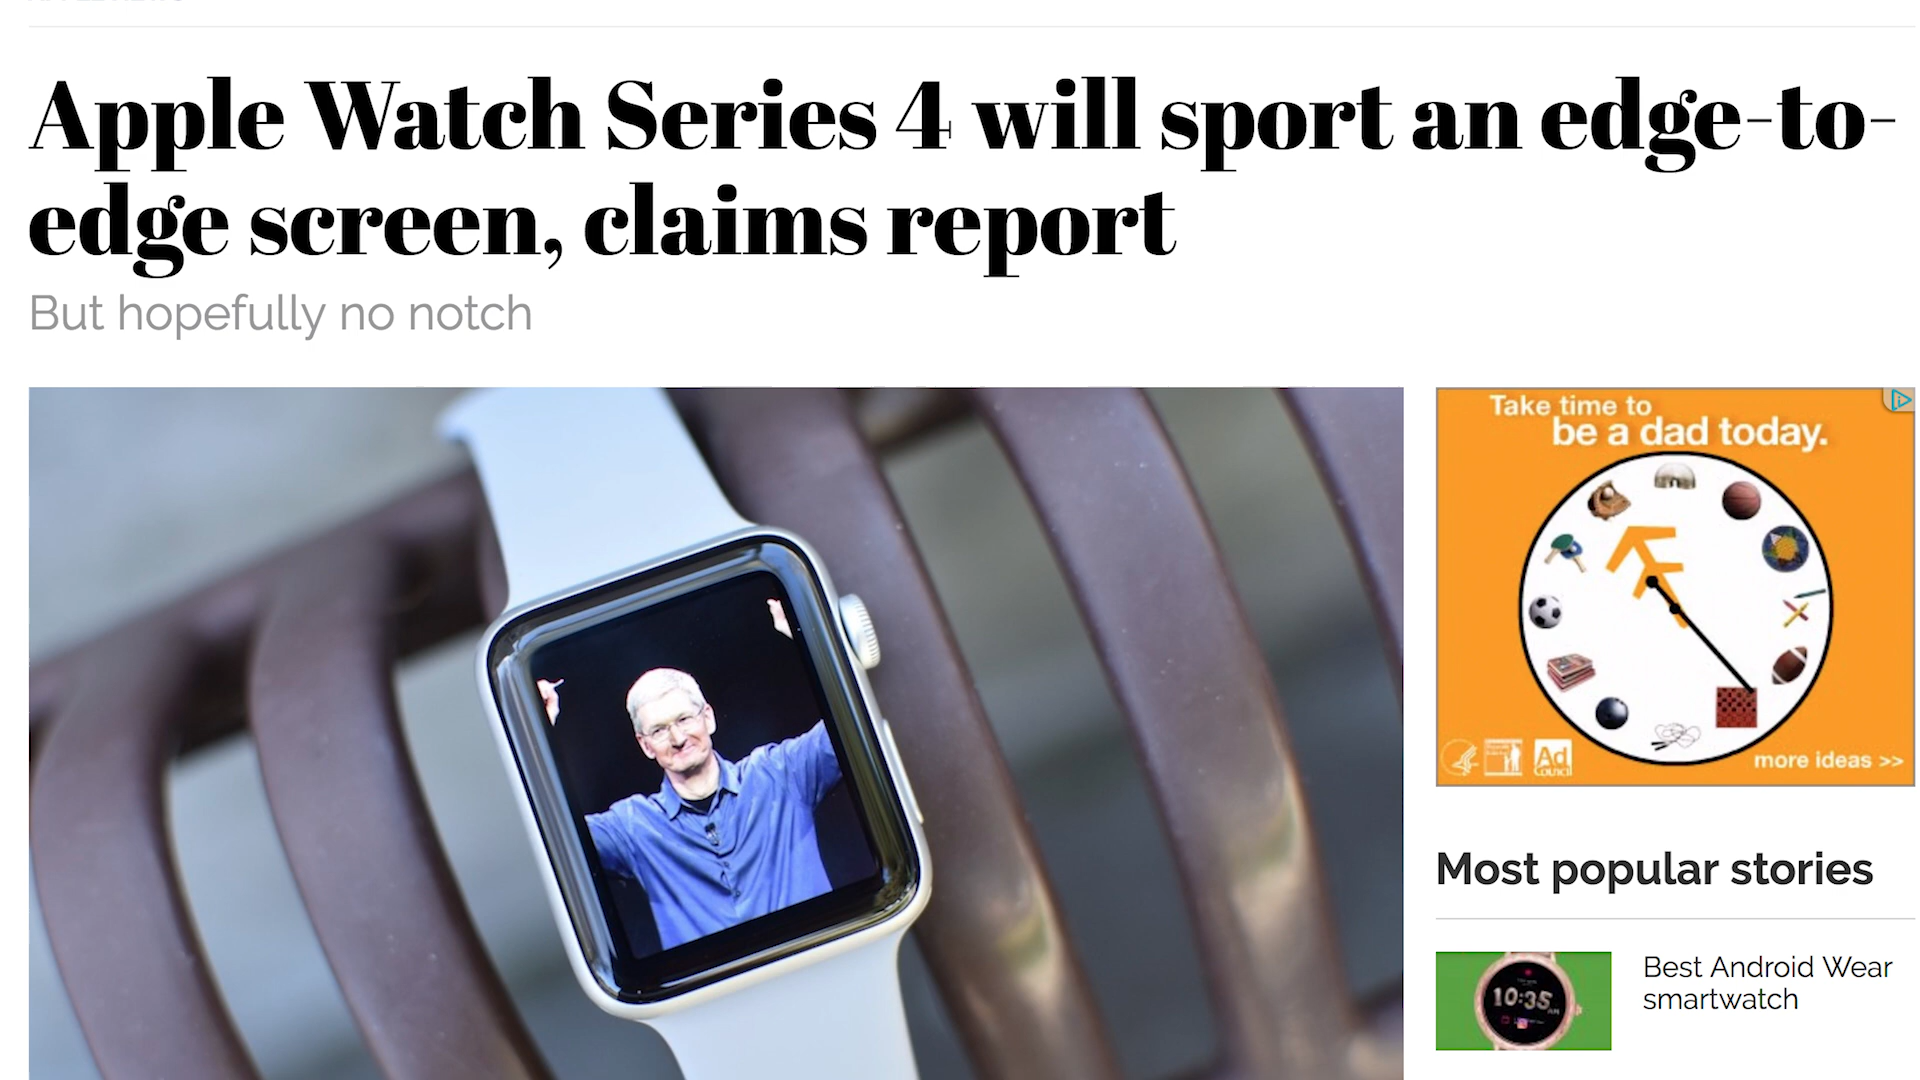 Apple Watch Series 4 will sport an edge-to-
edge screen, claims report
But hopefully no notch
Take time to
be a dad today.
Ad
Council
more ideas >>
Most popular stories
Best Android Wear
smartwatch
10:35